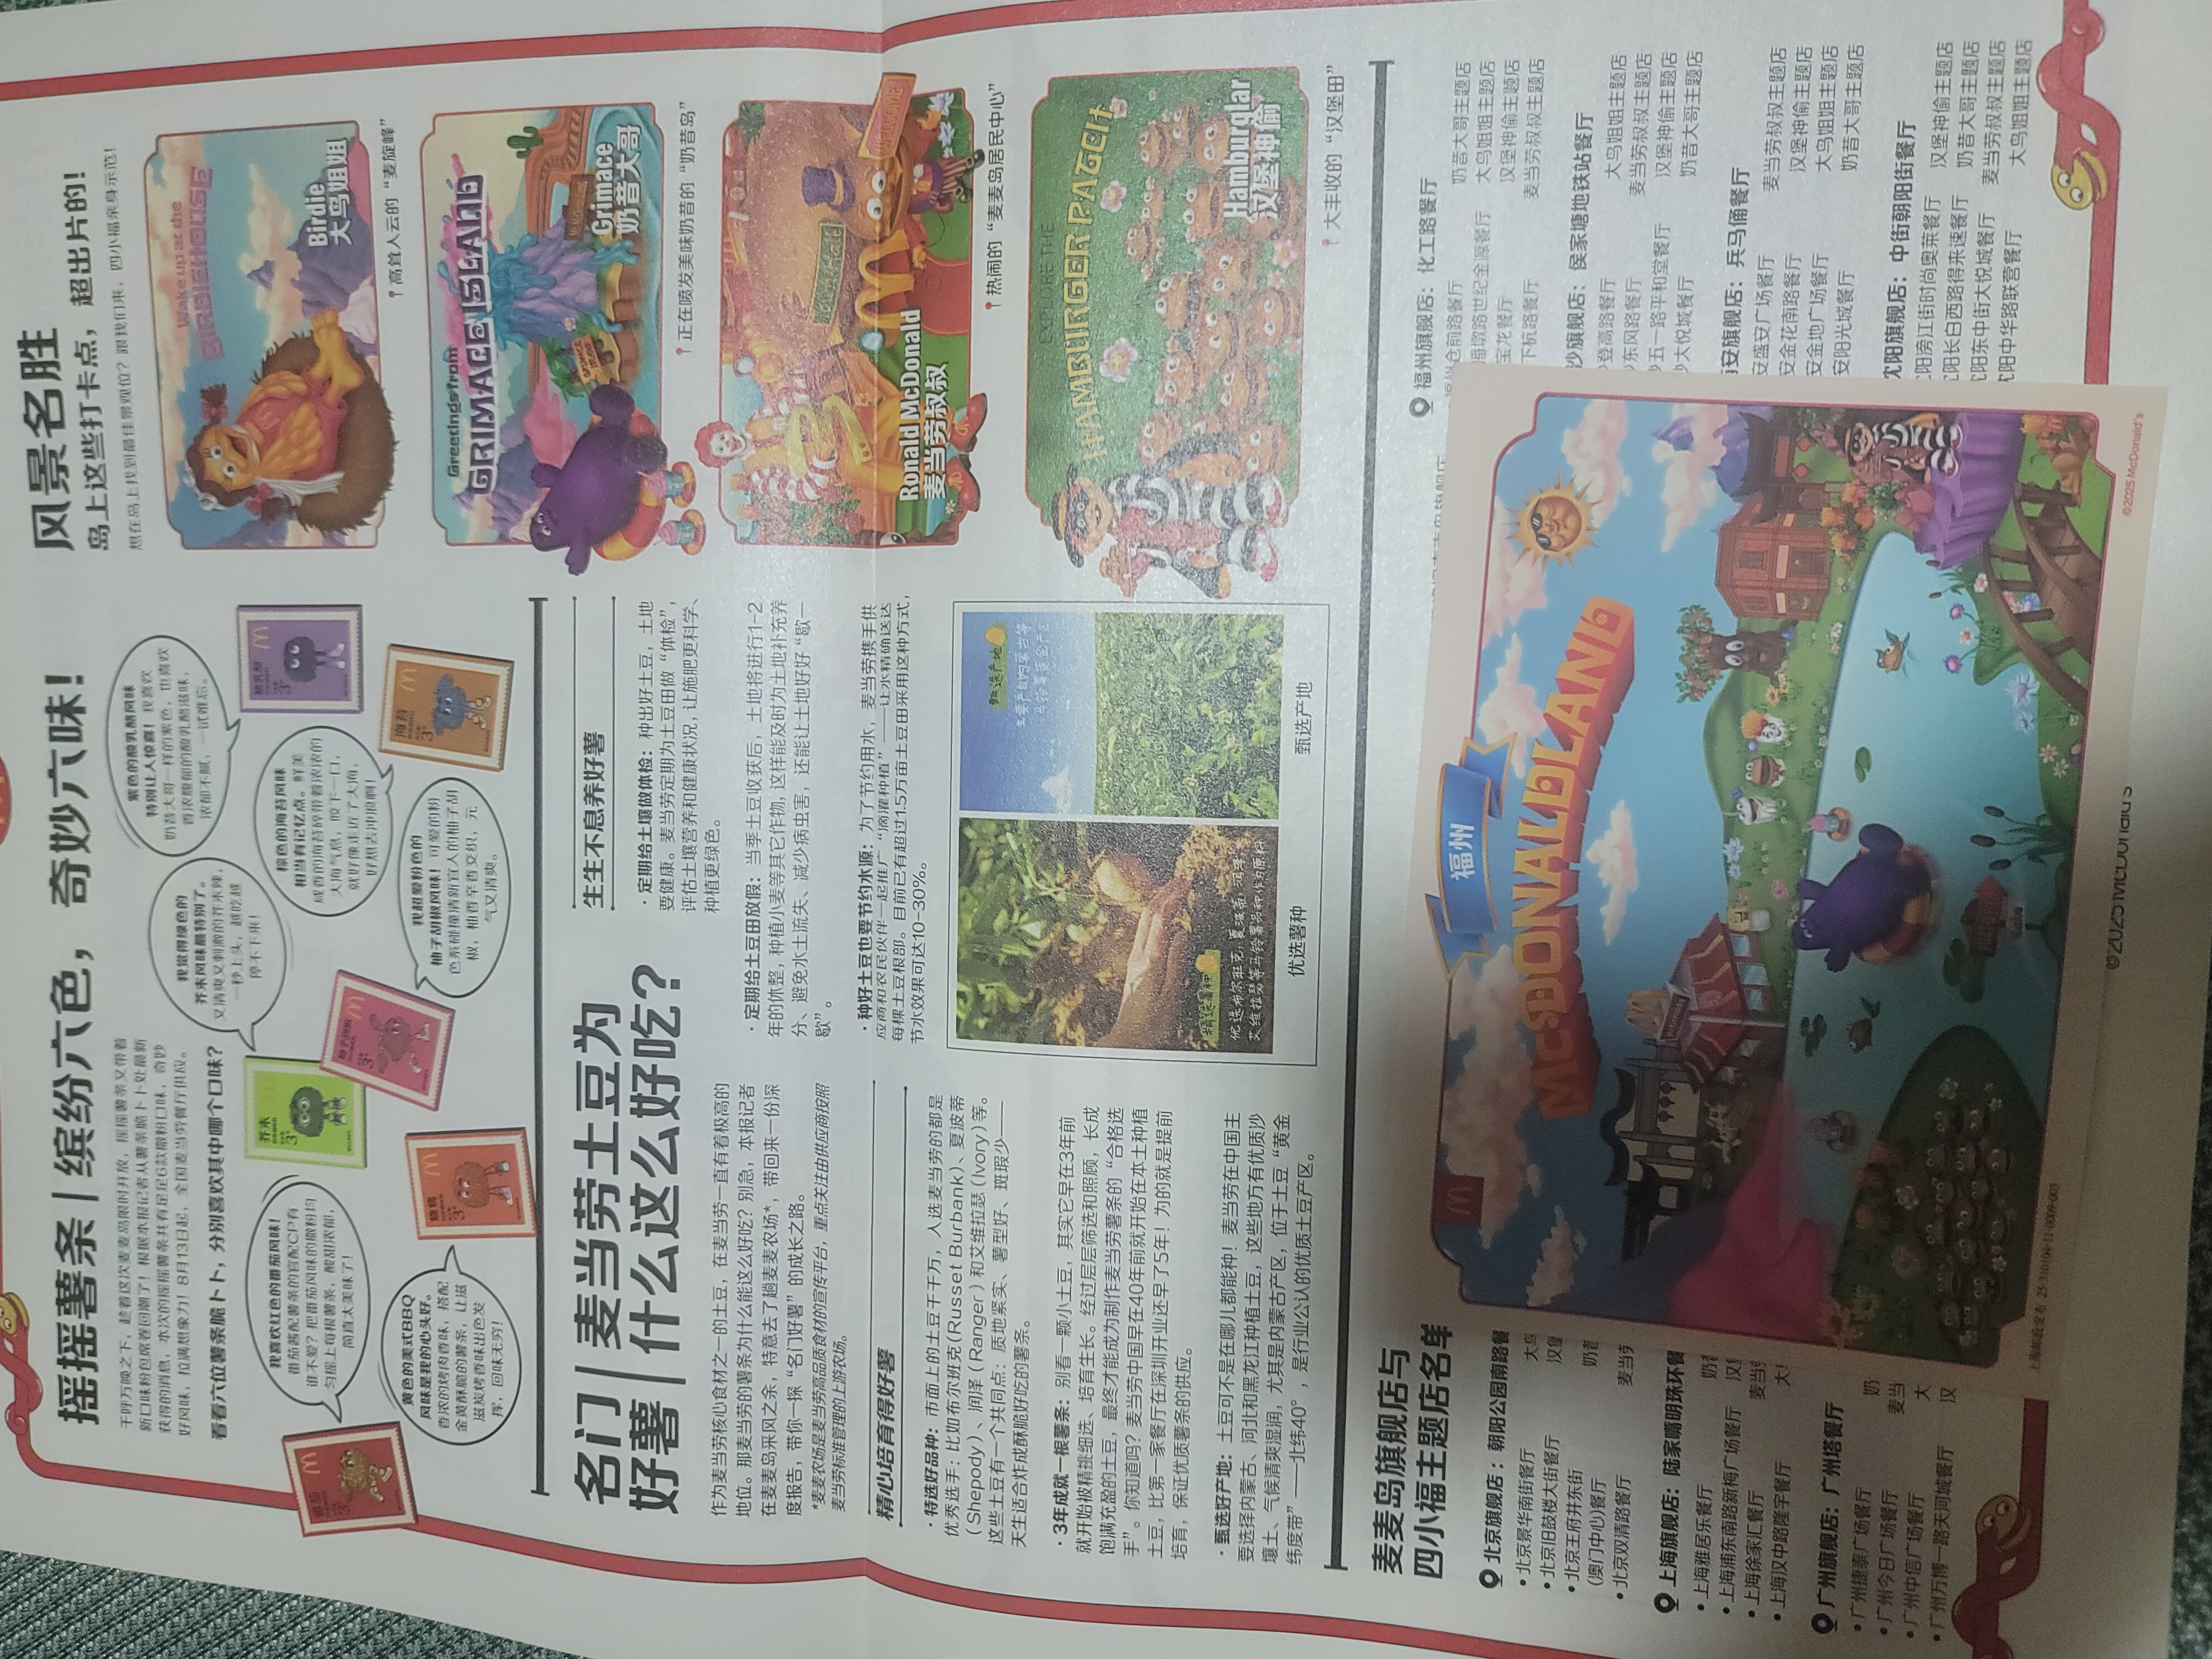 摇摇薯条 | 缤纷六色，奇妙六味！
千呼万唤之下，趁着这次麦麦岛限时开放，摇摇薯条又带着
新口味粉包席卷回潮了！根据本报记者从薯条脆卜卜处最新
获得的消息，本次的摇摇薯条共有足足6款撒粉口味，奇妙
好风味，拉满想象力！8月13日起，全国麦当劳餐厅供应。
看看六位薯条脆卜卜，分别喜欢其中哪个口味？
我喜欢红色的番茄风味！
番茄酱配薯条的官配CP有
谁不爱？把番茄风味的撒粉均
匀摇上每根薯条，酸甜浓郁，
简直太美味了！
黄色的美式BBQ
风味是我的心头好。
香浓的烤肉香味，搭配
金黄酥脆的薯条，让滋
滋炭烤香味出色发
挥，回味无穷！
我觉得绿色的
芥末风味最特别了。
又清爽又刺激的芥末辣，
一秒上头，越吃越
停不下来！
紫色的酸乳酪风味
特别让人惊喜！我喜欢
奶昔大哥一样的紫色，也喜欢
香浓馥郁的酸乳酪滋味，
浓郁不腻，一试难忘。
棕色的海苔风味
相当有记忆点。鲜美
咸香的海苔碎带着浓浓的
大海气息，咬下一口，
就好像走近了大海，
好想去冲浪啊！
我超爱粉色的
柚子胡椒风味！可爱的粉
色系碰撞清新宜人的柚子胡
椒，柚香辛香交织，元
气又清爽。
番茄
芥末
柚子胡椒
酸乳酪
烧烤
海苔
名门
好薯
麦当劳土豆为
什么这么好吃？
作为麦当劳核心食材之一的土豆，在麦当劳一直有着极高的
地位。那麦当劳的薯条为什么能这么好吃？别急，本报记者
在麦麦岛采风之余，特意去了趟麦麦农场*，带回来一份深
度报告，带你一探“名门好薯”的成长之路。
*麦麦农场是麦当劳高品质食材的宣传平台，重点关注由供应商按照
麦当劳标准管理的上游农场。
精心培育得好薯
·特选好品种：市面上的土豆千千万，入选麦当劳的都是
优秀选手：比如布尔班克（Russet Burbank）、夏波蒂
（Shepody）、润泽（Ranger）和艾维拉瑟（Ivory）等。
这些土豆有一个共同点：质地紧实、薯型好、斑瑕少——
天生适合炸成酥脆好吃的薯条。
·3年成就一根薯条：别看一颗小土豆，其实它早在3年前
就开始被精挑细选、培育生长。经过层层筛选和照顾，长成
饱满充盈的土豆，最终才能成为制作麦当劳薯条的“合格选
手”。你知道吗？麦当劳中国早在40年前就开始在本土种植
土豆，比第一家餐厅在深圳开业还早了5年！为的就是提前
培育，保证优质薯条的供应。
·甄选好产地：土豆可不是在哪儿都能种！麦当劳在中国主
要选择内蒙古、河北和黑龙江种植土豆，这些地方有优质沙
壤土、气候清爽湿润，尤其是内蒙古产区，位于土豆“黄金
纬度带”——北纬40°，是行业公认的优质土豆产区。
生生不息养好薯
·定期给土壤做体检：种出好土豆，土地
要健康。麦当劳定期为土豆田做“体检”，
评估土壤营养和健康状况，让施肥更科学、
种植更绿色。
·定期给土豆田放假：当季土豆收获后，土地将进行1-2
年的休整，种植小麦等其它作物，这样能及时为土地补充养
分、避免水土流失、减少病虫害，还能让土地好好“歇一
歇”。
·种好土豆也要节约水源：为了节约用水，麦当劳携手供
应商和农民伙伴一起推广“滴灌种植”——让水精确送达
每棵土豆根部。目前已有超过1.5万亩土豆田采用这种方式，
节水效果可达10-30%。
精选薯种
优选布尔班克，夏波蒂，润泽，
艾维拉瑟等马铃薯品种作为原料
甄选产地
主要产自内蒙古等
马铃薯黄金产区
优选薯种
甄选产地
风景名胜
岛上这些打卡点，超出片的！
想在岛上找到最佳景观位？跟我们来，四小福亲身示范！
Wake up at the
BIRDIEHOUSE
Birdie
大鸟姐姐
高耸入云的“麦旋峰”
Greetings from
GRIMACE ISLAND
GRIMACE
ISLAND
Grimace
奶昔大哥
正在喷发美味奶昔的“奶昔岛”
Town Hall
WELCOME
Ronald McDonald
麦当劳叔叔
热闹的“麦麦岛居民中心”
EXPLORE THE
HAMBURGER PATCH
Hamburglar
汉堡神偷
大丰收的“汉堡田”
麦麦岛旗舰店与
四小福主题店名单
北京旗舰店：朝阳公园南路餐
•北京景华南街餐厅 大鸟
•北京旧鼓楼大街餐厅 汉堡
•北京王府井东街
(澳门中心)餐厅 奶昔
•北京双清路餐厅 麦当劳
上海旗舰店：陆家嘴明珠环餐
•上海雅居乐餐厅 奶昔
•上海浦东南路新梅广场餐厅 汉堡
•上海徐家汇餐厅 麦当劳
•上海汉中路隆宇餐厅 大鸟
广州旗舰店：广州塔餐厅
•广州捷泰广场餐厅 奶
•广州今日广场餐厅 麦当
•广州中信广场餐厅 大
•广州万博一路天河城餐厅 汉
福州旗舰店：化工路餐厅
福州仓前路餐厅 奶昔大哥主题店
潘墩路世纪金源餐厅 大鸟姐姐主题店
宝龙餐厅 汉堡神偷主题店
下杭路餐厅 麦当劳叔叔主题店
沙旗舰店：侯家塘地铁站餐厅
沙登高路餐厅 大鸟姐姐主题店
沙东风路餐厅 麦当劳叔叔主题店
沙五一路平和堂餐厅 汉堡神偷主题店
沙大悦城餐厅 奶昔大哥主题店
西安旗舰店：兵马俑餐厅
安盛安广场餐厅 麦当劳叔叔主题店
安金花南路餐厅 汉堡神偷主题店
安金地广场餐厅 大鸟姐姐主题店
安阳光城餐厅 奶昔大哥主题店
沈阳旗舰店：中街朝阳街餐厅
沈阳滂江街时尚奥莱餐厅 汉堡神偷主题店
沈阳长白西路得来速餐厅 奶昔大哥主题店
沈阳东中街大悦城餐厅 麦当劳叔叔主题店
沈阳中华路联营餐厅 大鸟姐姐主题店
福州
McDONALDLAND
上海邮政发布 25-310104-11-0009-003
©2025 McDonald's
©2025 McDonald's